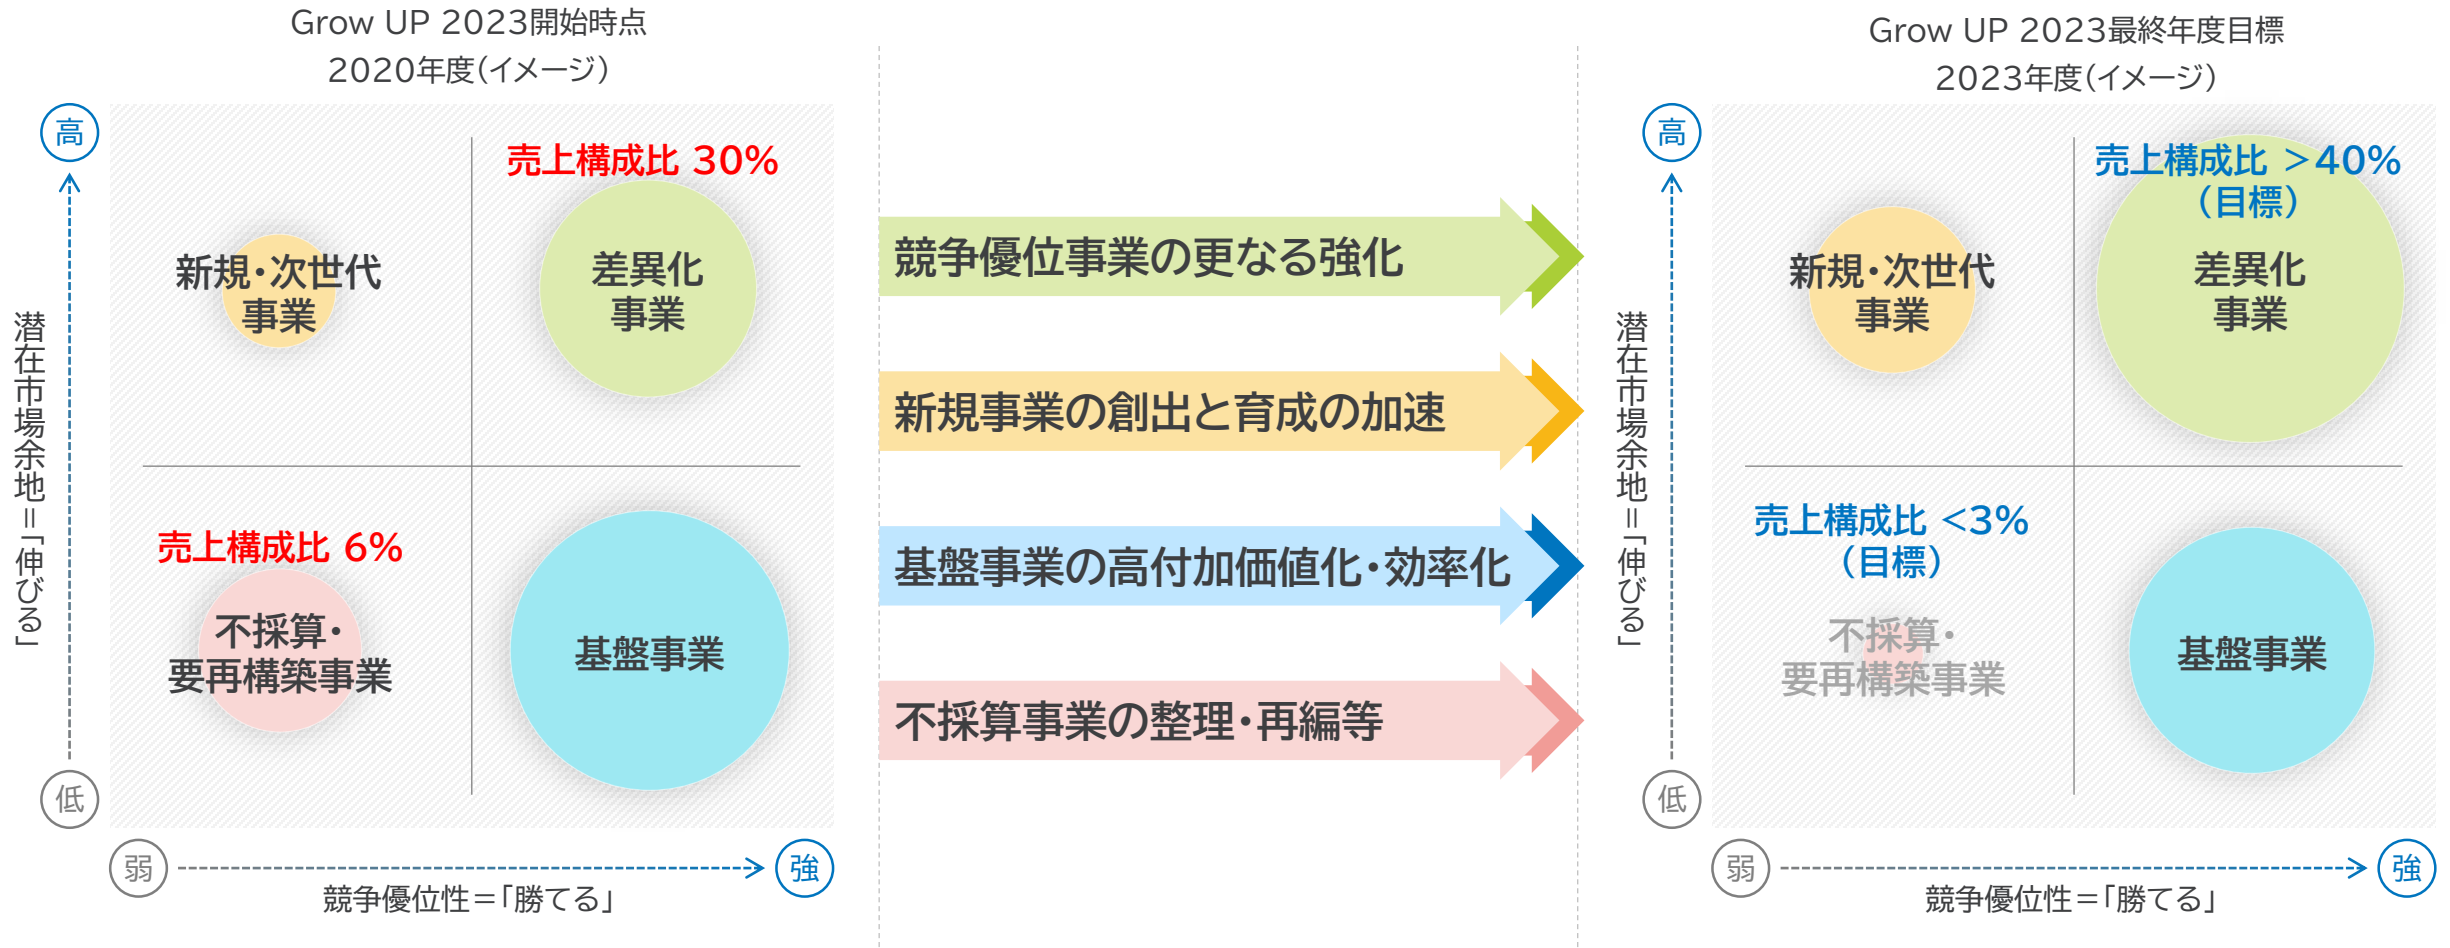 Grow UP 2023開始時点
2020年度(イメージ)
高
潜在市場余地＝「伸びる」
低
売上構成比 30%
新規・次世代
事業
差異化
事業
売上構成比 6%
不採算・
要再構築事業
基盤事業
弱
強
競争優位性＝「勝てる」
競争優位事業の更なる強化
新規事業の創出と育成の加速
基盤事業の高付加価値化・効率化
不採算事業の整理・再編等
Grow UP 2023最終年度目標
2023年度(イメージ)
高
潜在市場余地＝「伸びる」
低
売上構成比 ＞40%
(目標)
新規・次世代
事業
差異化
事業
売上構成比 ＜3%
(目標)
不採算・
要再構築事業
基盤事業
弱
強
競争優位性＝「勝てる」